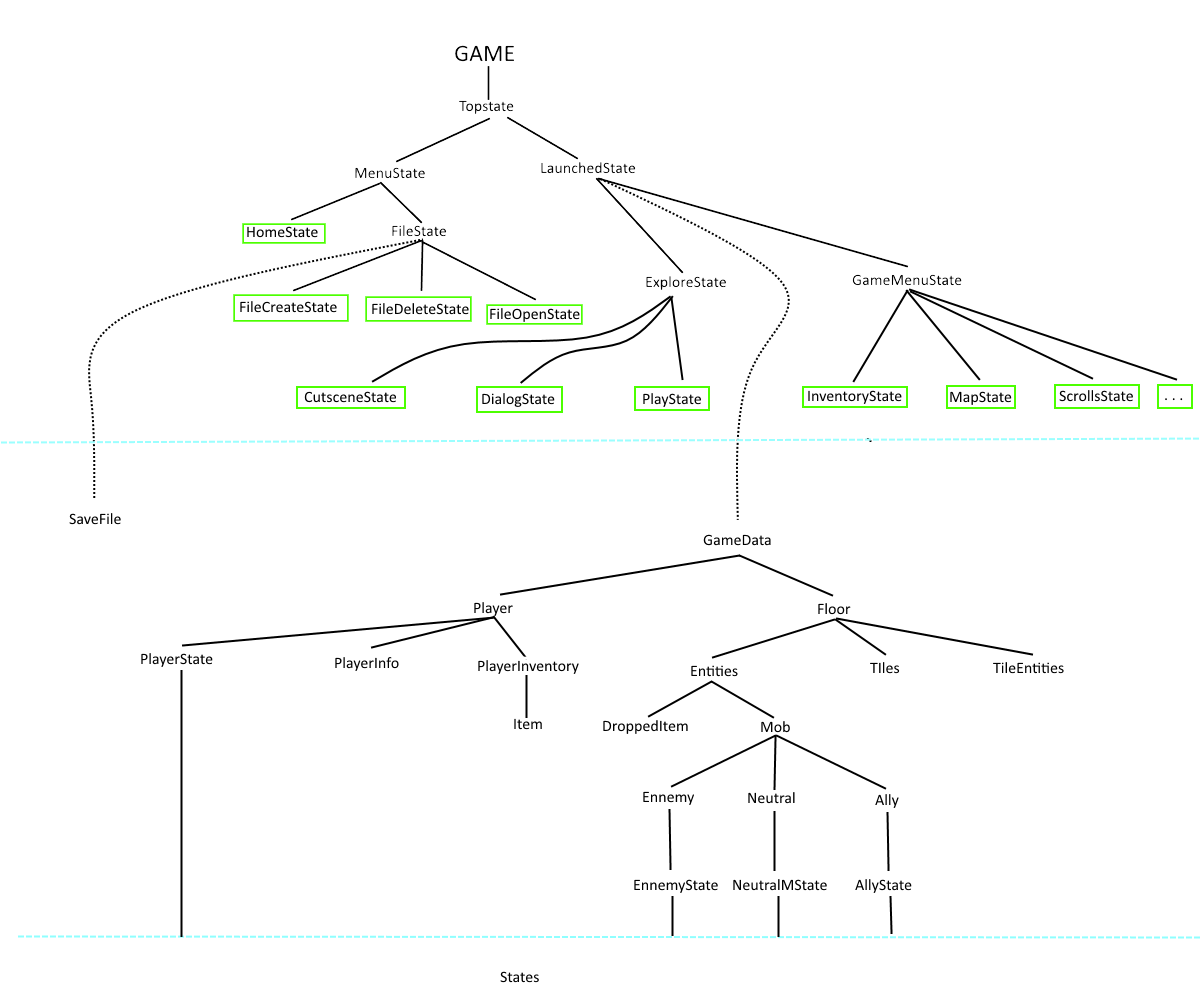 GAME
Topstate
MenuState
LaunchedState
HomeState
FileState
ExploreState
GameMenuState
FileCreateState
FileDeleteState
FileOpenState
CutsceneState
DialogState
PlayState
InventoryState
MapState
ScrollsState
...
SaveFile
GameData
Player
Floor
PlayerState
PlayerInfo
PlayerInventory
Entities
TIles
TileEntities
Item
DroppedItem
Mob
Ennemy
Neutral
Ally
EnnemyState
NeutralMState
AllyState
States